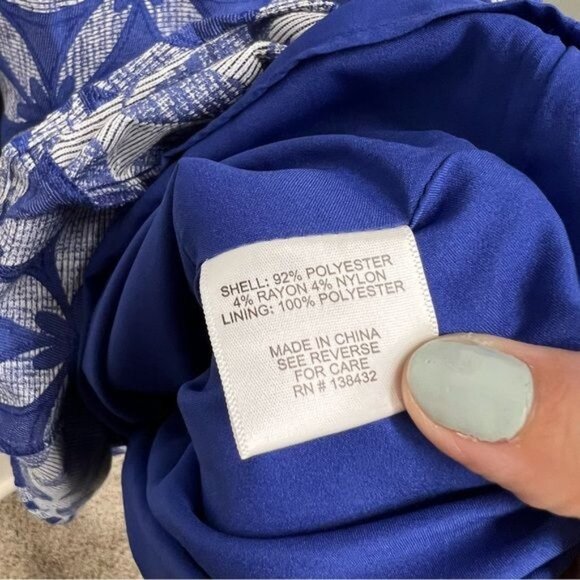 SHELL: 92% POLYESTER
4% RAYON 4% NYLON
LINING: 100% POLYESTER
MADE IN CHINA
SEE REVERSE
FOR CARE
RN # 138432